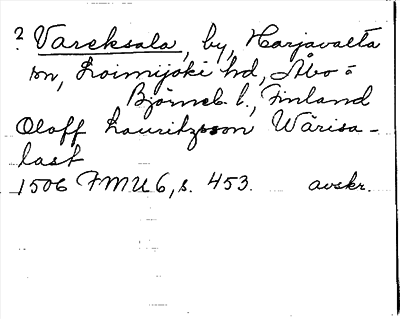 ? Vareksala, by, Harjavalta
sn, Loimijoki hd, Åbo o
Björneb. l., Finland
Oloff Lauritzsson Wärisa-
last
1506 FMU 6, s. 453. avskr.